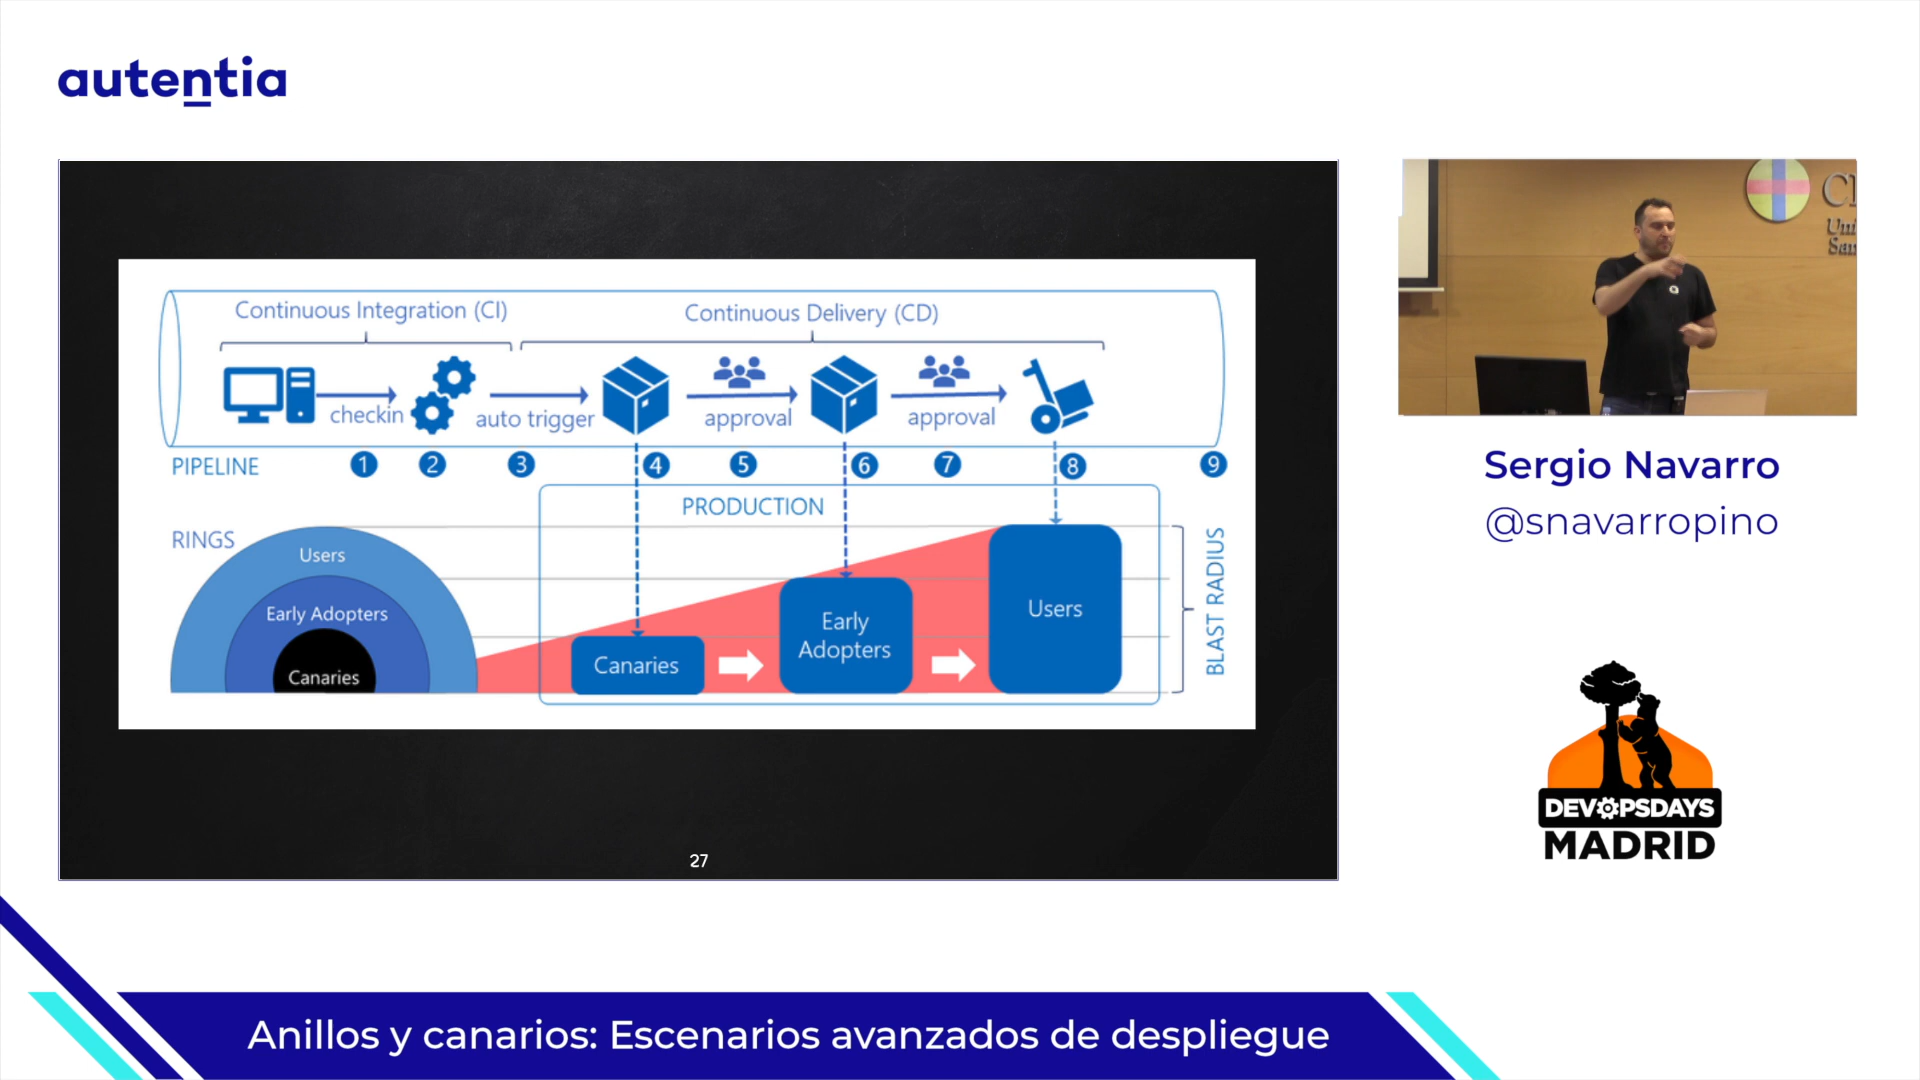 autentia
Continuous Integration (CI)
Continuous Delivery (CD)
checkin
auto trigger
approval
approval
PIPELINE
1
2
3
4
5
6
7
8
9
PRODUCTION
RINGS
Users
Early Adopters
Canaries
Canaries
Early
Adopters
Users
BLAST RADIUS
27
Sergio Navarro
@snavarropino
DEVOPSDAYS
MADRID
Anillos y canarios: Escenarios avanzados de despliegue